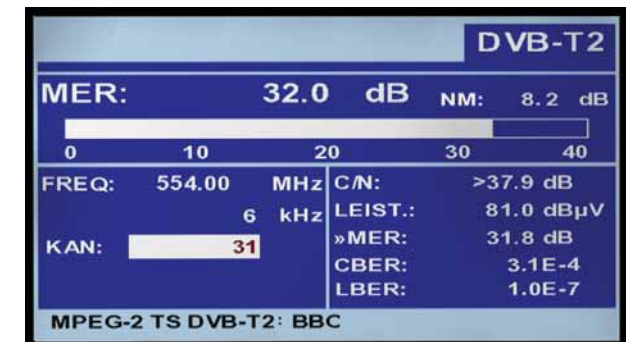 DVB-T2
MER: 32.0 dB NM: 8.2 dB
0 10 20 30 40
FREQ: 554.00 MHz
6 kHz
KAN: 31
C/N: >37.9 dB
LEIST.: 81.0 dBµV
»MER: 31.8 dB
CBER: 3.1E-4
LBER: 1.0E-7
MPEG-2 TS DVB-T2: BBC